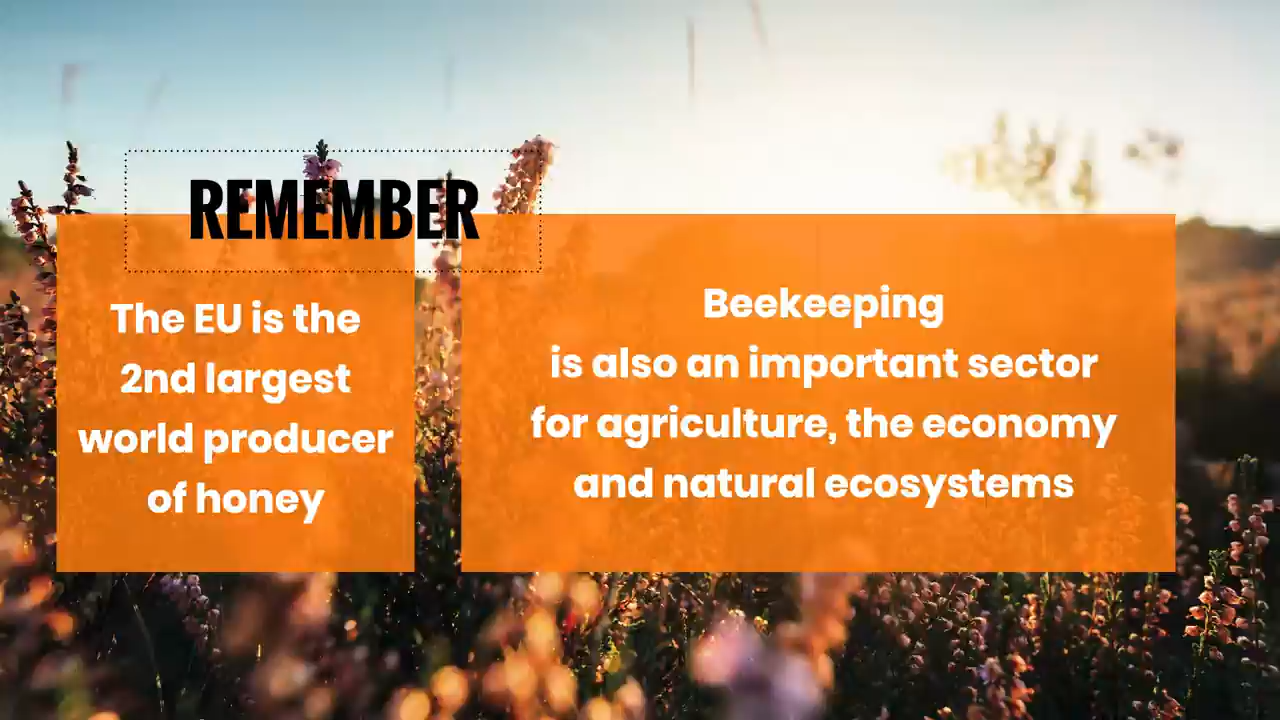 REMEMBER
The EU is the
2nd largest
world producer
of honey
Beekeeping
is also an important sector
for agriculture, the economy
and natural ecosystems